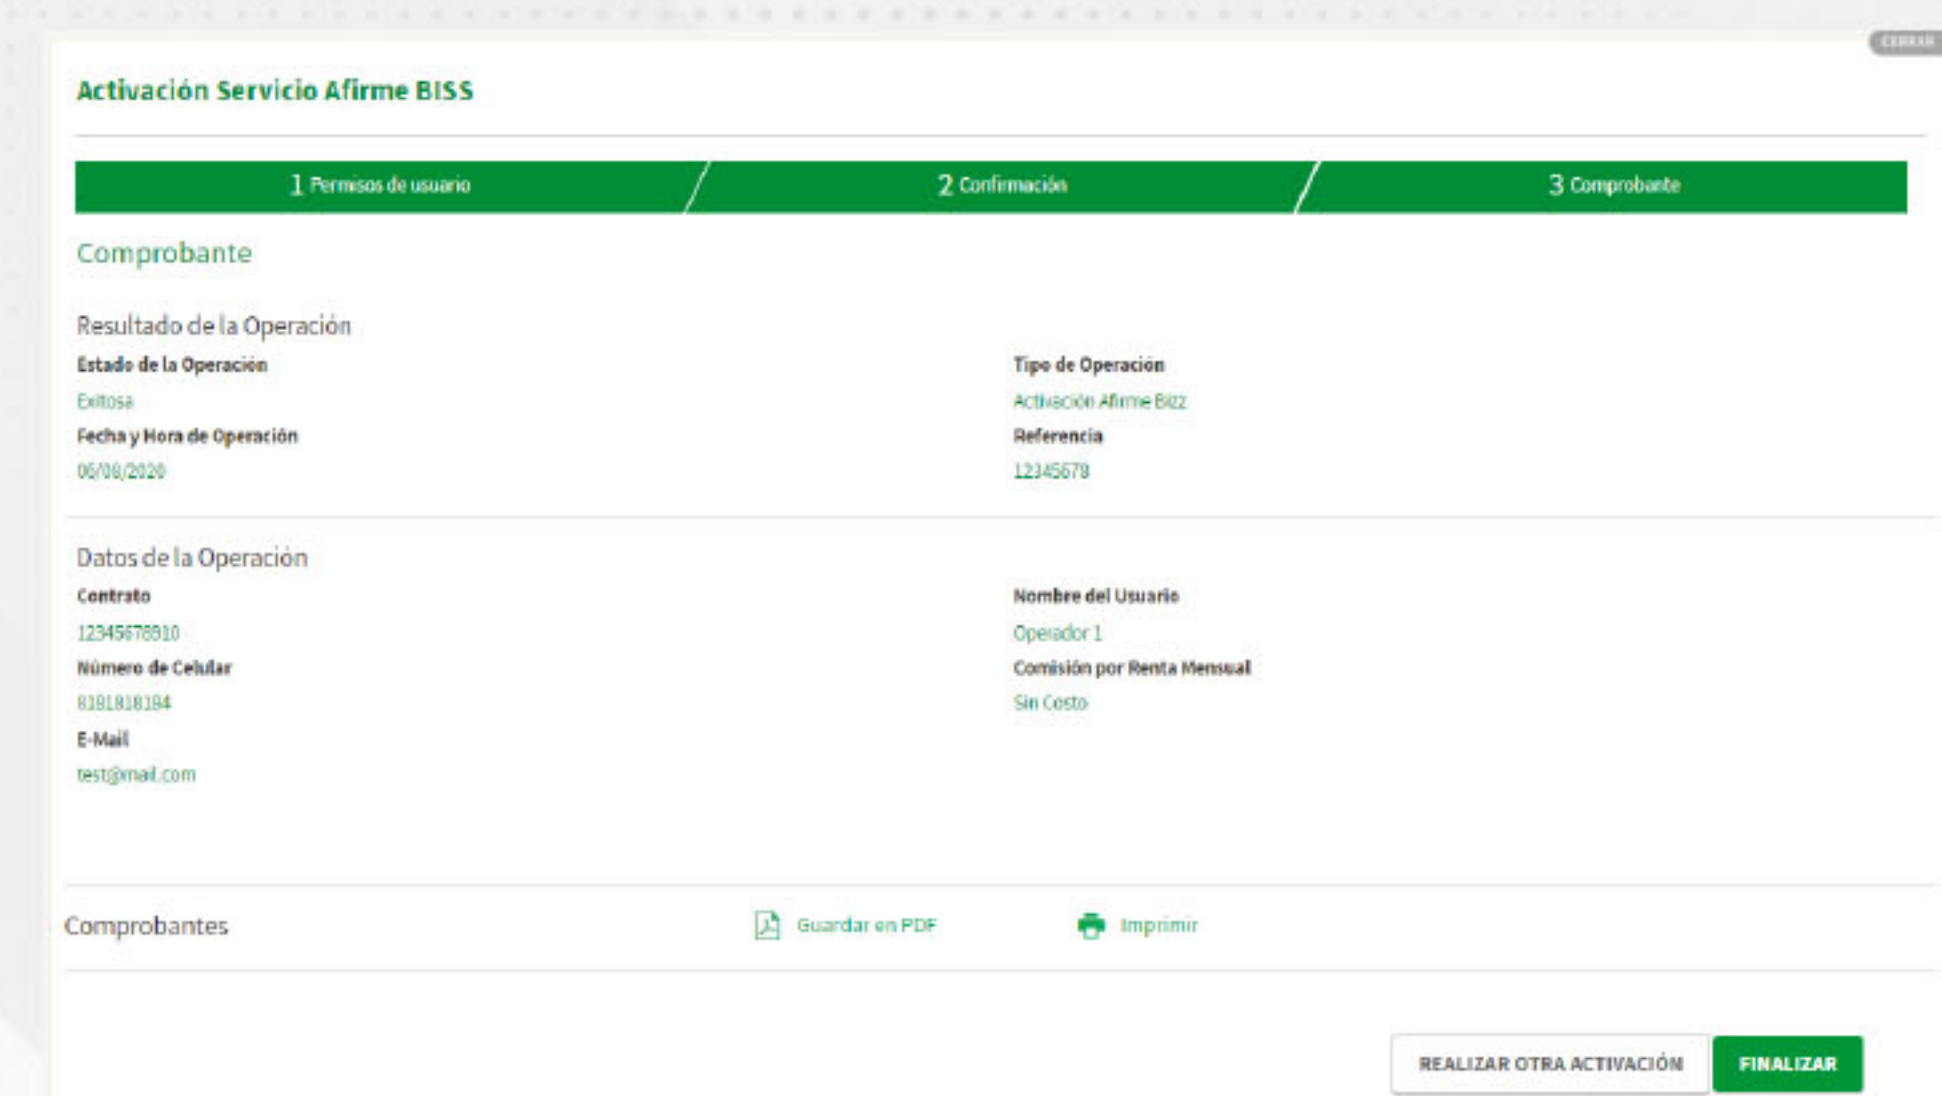 CERRAR
Activación Servicio Afirme BISS
1 Permisos de usuario
2 Confirmación
3 Comprobante
Comprobante
Resultado de la Operación
Estado de la Operación
Tipo de Operación
Exitosa
Activación Afirme Bizz
Fecha y Hora de Operación
Referencia
06/08/2020
12345678
Datos de la Operación
Contrato
Nombre del Usuario
12345678910
Operador 1
Número de Celular
Comisión por Renta Mensual
Sin Costo
E-Mail
test@mail.com
Comprobantes
Guardar en PDF
Imprimir
REALIZAR OTRA ACTIVACIÓN
FINALIZAR